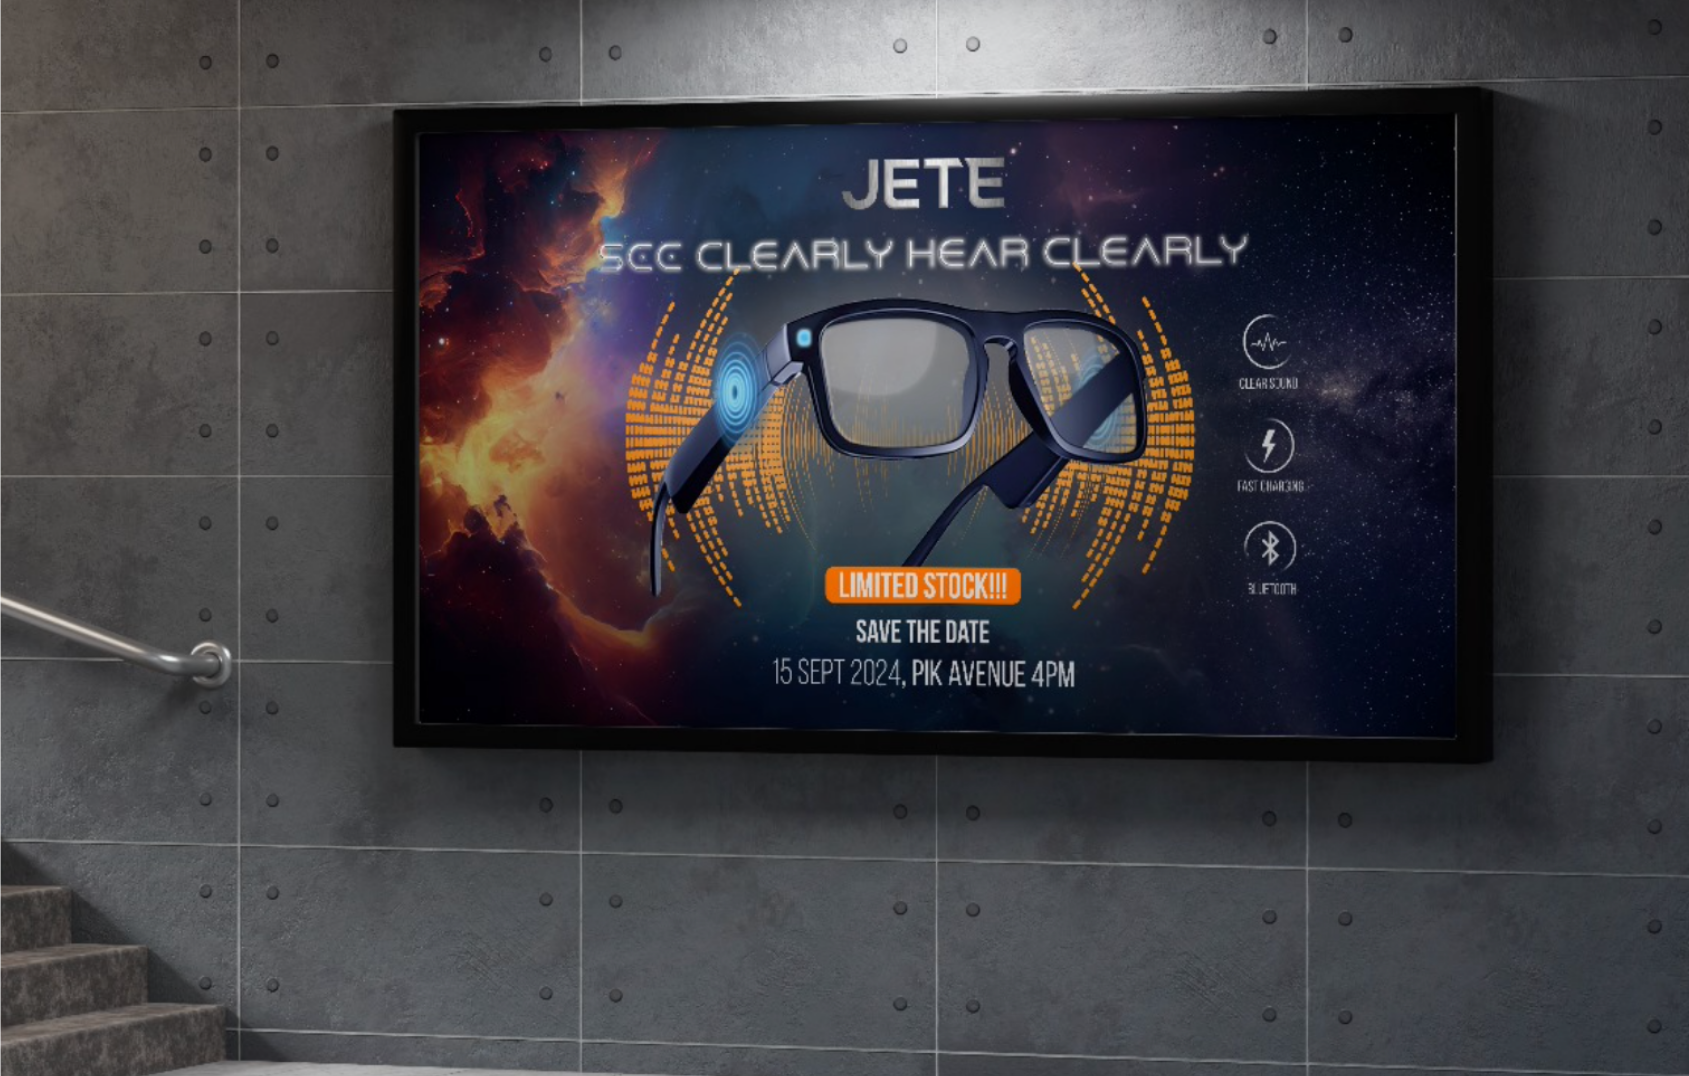 JETE
SEE CLEARLY HEAR CLEARLY
CLEAR SOUND
FAST CHARGING
BLUETOOTH
LIMITED STOCK!!!
SAVE THE DATE
15 SEPT 2024, PIK AVENUE 4PM